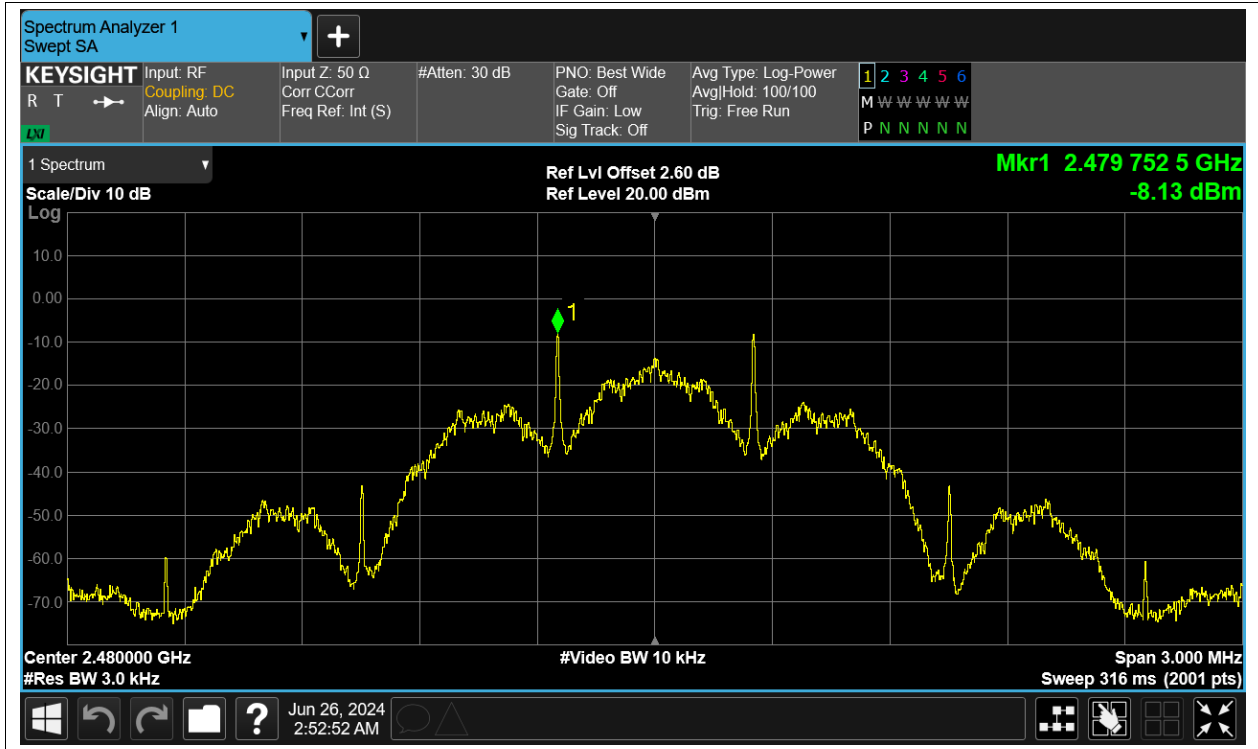 Spectrum Analyzer 1
Swept SA
KEYSIGHT
R T
LXI
Input: RF
Coupling: DC
Align: Auto
Input Z: 50 Ω
Corr CCorr
Freq Ref: Int (S)
#Atten: 30 dB
PNO: Best Wide
Gate: Off
IF Gain: Low
Sig Track: Off
Avg Type: Log-Power
Avg|Hold: 100/100
Trig: Free Run
1 2 3 4 5 6
M W W W W W
P N N N N N
1 Spectrum
Scale/Div 10 dB
Log
Ref Lvl Offset 2.60 dB
Ref Level 20.00 dBm
Mkr1 2.479 752 5 GHz
-8.13 dBm
10.0
0.00
-10.0
-20.0
-30.0
-40.0
-50.0
-60.0
-70.0
1
Center 2.480000 GHz
#Res BW 3.0 kHz
#Video BW 10 kHz
Span 3.000 MHz
Sweep 316 ms (2001 pts)
?
Jun 26, 2024
2:52:52 AM